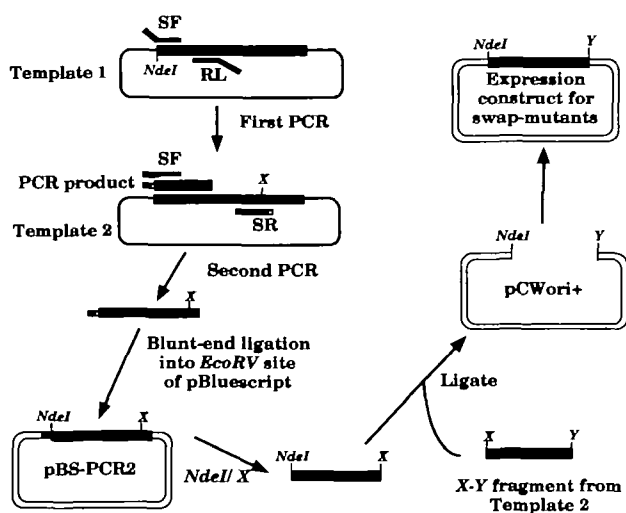 SF
Template 1
NdeI
RL
First PCR
SF
PCR product
X
Template 2
SR
Second PCR
X
Blunt-end ligation
into EcoRV site
of pBluescript
NdeI
X
pBS-PCR2
NdeI/ X
NdeI
X
Ligate
X
Y
X-Y fragment from
Template 2
NdeI
Y
pCWori+
NdeI
Y
Expression
construct for
swap-mutants